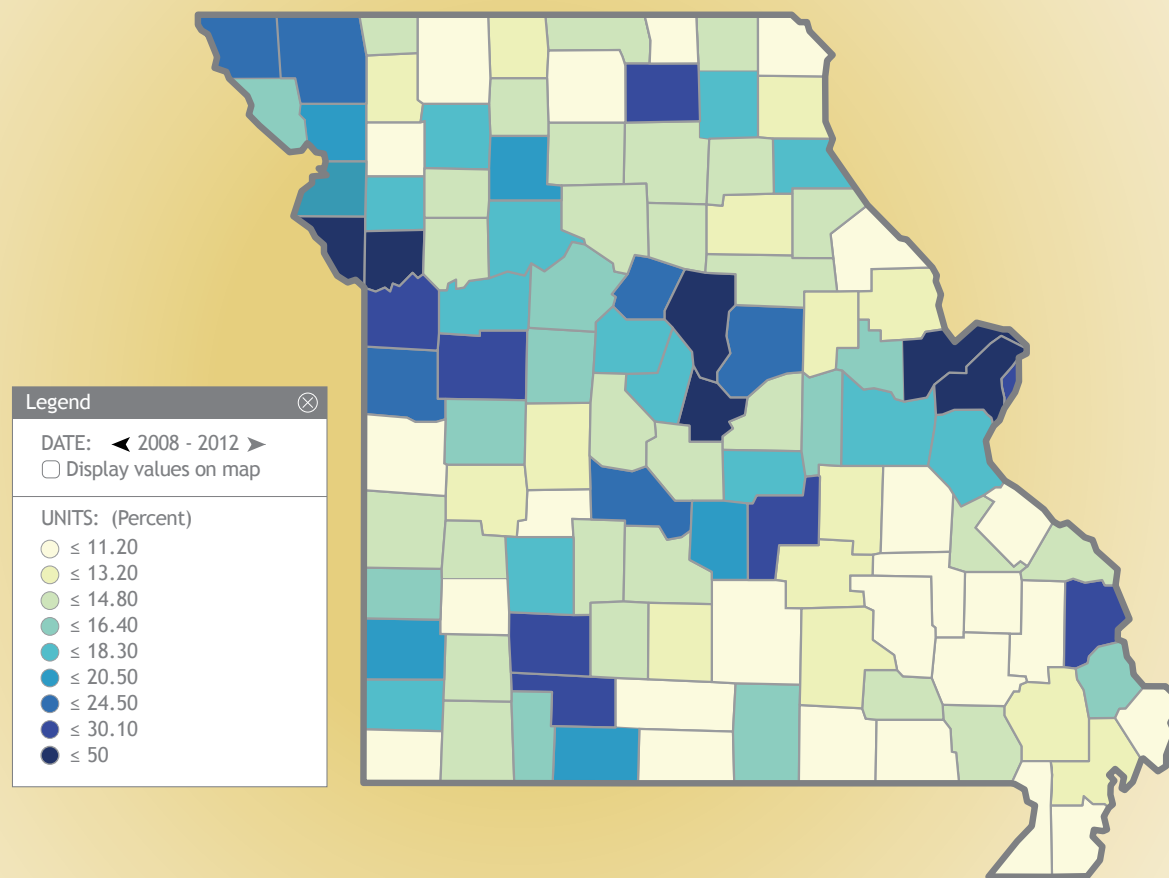 Legend
DATE: 2008 - 2012
Display values on map
UNITS: (Percent)
≤ 11.20
≤ 13.20
≤ 14.80
≤ 16.40
≤ 18.30
≤ 20.50
≤ 24.50
≤ 30.10
≤ 50